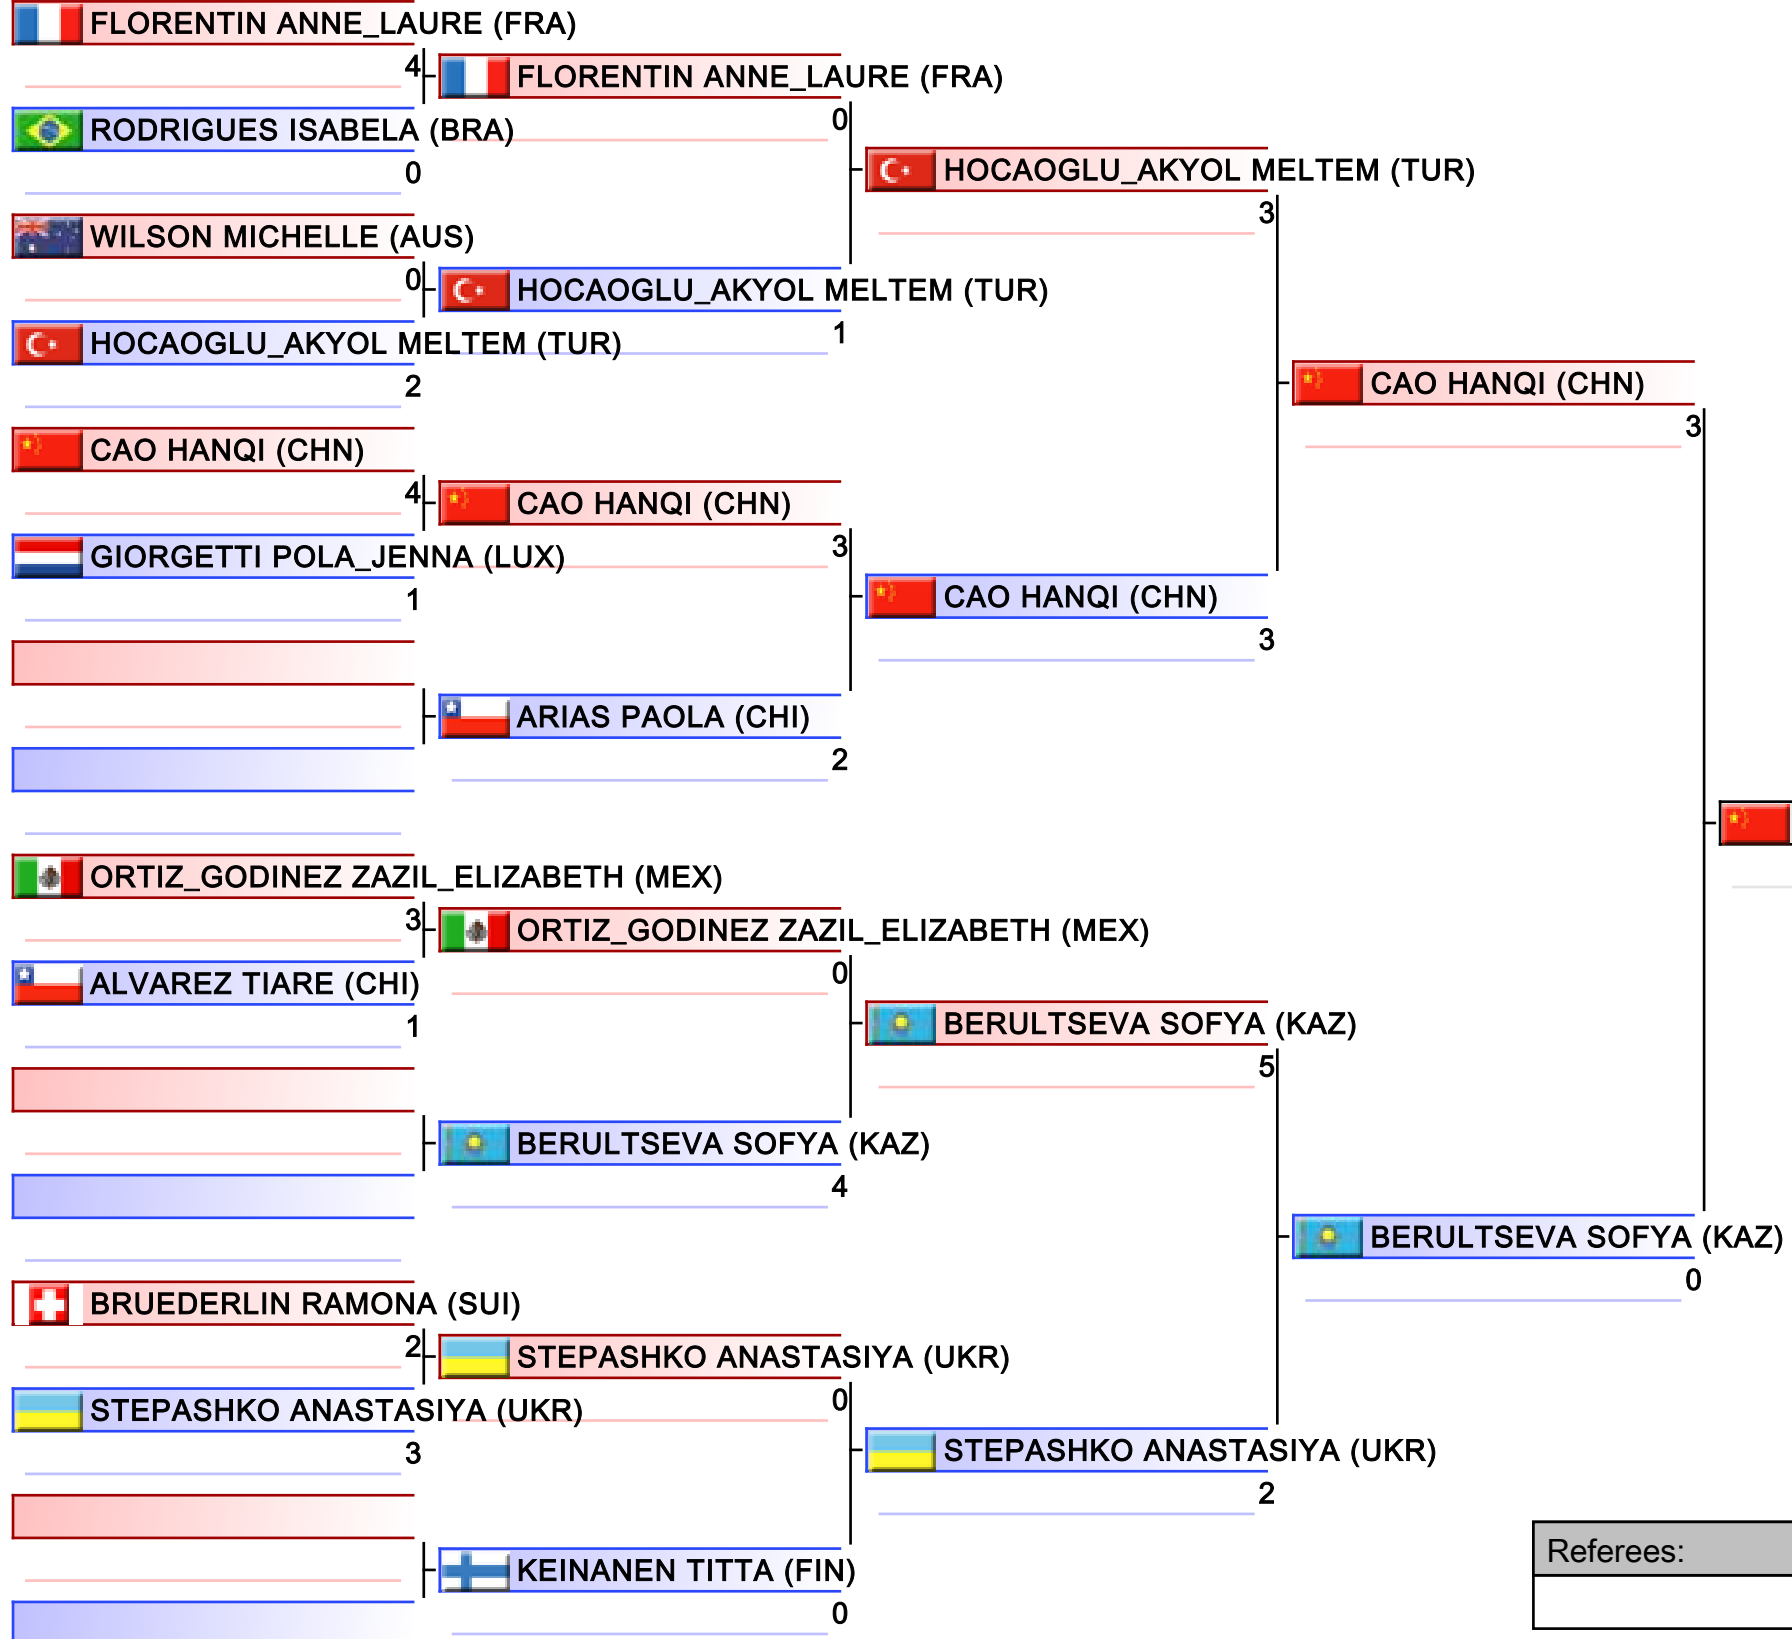 FLORENTIN ANNE_LAURE (FRA)
4
RODRIGUES ISABELA (BRA)
0
WILSON MICHELLE (AUS)
0
HOCAOGLU_AKYOL MELTEM (TUR)
2
CAO HANQI (CHN)
4
GIORGETTI POLA_JENNA (LUX)
1
ORTIZ_GODINEZ ZAZIL_ELIZABETH (MEX)
3
ALVAREZ TIARE (CHI)
1
BRUEDERLIN RAMONA (SUI)
2
STEPASHKO ANASTASIYA (UKR)
3
FLORENTIN ANNE_LAURE (FRA)
0
HOCAOGLU_AKYOL MELTEM (TUR)
1
CAO HANQI (CHN)
3
ARIAS PAOLA (CHI)
2
ORTIZ_GODINEZ ZAZIL_ELIZABETH (MEX)
0
BERULTSEVA SOFYA (KAZ)
4
STEPASHKO ANASTASIYA (UKR)
0
KEINANEN TITTA (FIN)
0
HOCAOGLU_AKYOL MELTEM (TUR)
3
CAO HANQI (CHN)
3
BERULTSEVA SOFYA (KAZ)
5
STEPASHKO ANASTASIYA (UKR)
2
CAO HANQI (CHN)
3
BERULTSEVA SOFYA (KAZ)
0
Referees: